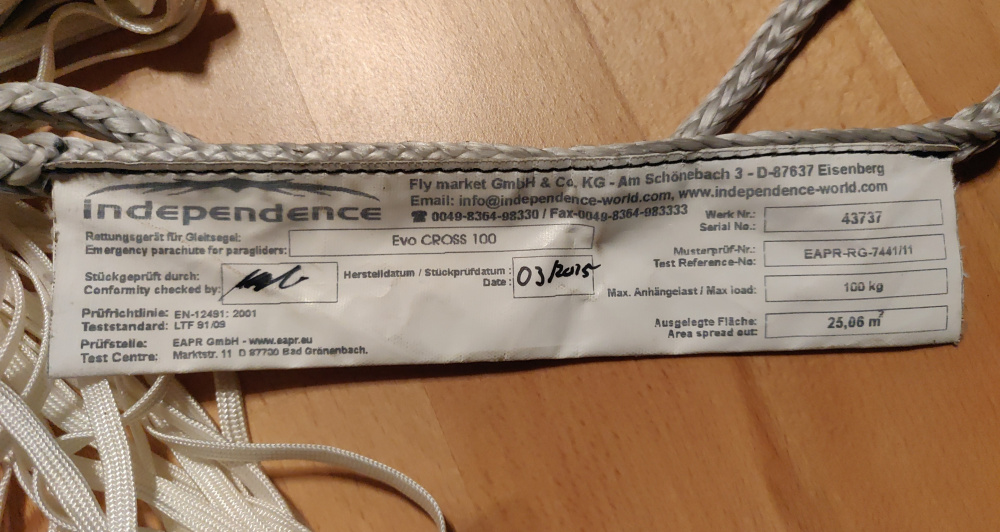 independence
Fly market GmbH & Co. KG - Am Schönebach 3 - D-87637 Eisenberg
Email: info@independence-world.com, www.independence-world.com
☎ 0049-8364-98330 / Fax-0049-8364-983333
Werk Nr.:
Serial No.:
43737
Rettungsgerät für Gleitsegel:
Emergency parachute for paragliders:
Evo CROSS 100
Musterprüf-Nr.:
Test Reference-No:
EAPR-RG-7441/11
Stückgeprüft durch:
Conformity checked by:
Herstelldatum / Stückprüfdatum :
Date :
03/2015
Max. Anhängelast / Max load:
100 kg
Prüfrichtlinie: EN-12491: 2001
Teststandard: LTF 91/09
Ausgelegte Fläche:
Area spread out:
25,06 m²
Prüfstelle: EAPR GmbH - www.eapr.eu
Test Centre: Marktstr. 11 D 87730 Bad Grönenbach.